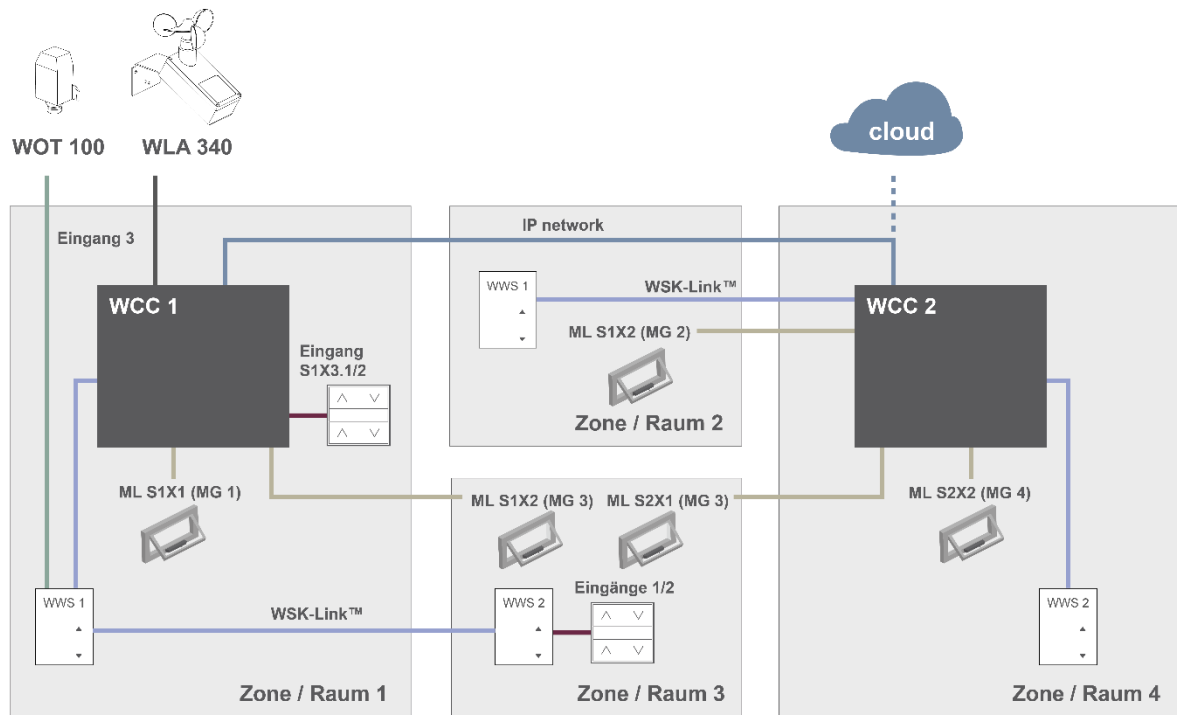 WOT 100
WLA 340
cloud
Eingang 3
IP network
WCC 1
WWS 1
WSK-Link™
WCC 2
ML S1X2 (MG 2)
Eingang
S1X3.1/2
Zone / Raum 2
ML S1X1 (MG 1)
ML S1X2 (MG 3)
ML S2X1 (MG 3)
ML S2X2 (MG 4)
Eingänge 1/2
WWS 1
WSK-Link™
WWS 2
WWS 2
Zone / Raum 1
Zone / Raum 3
Zone / Raum 4